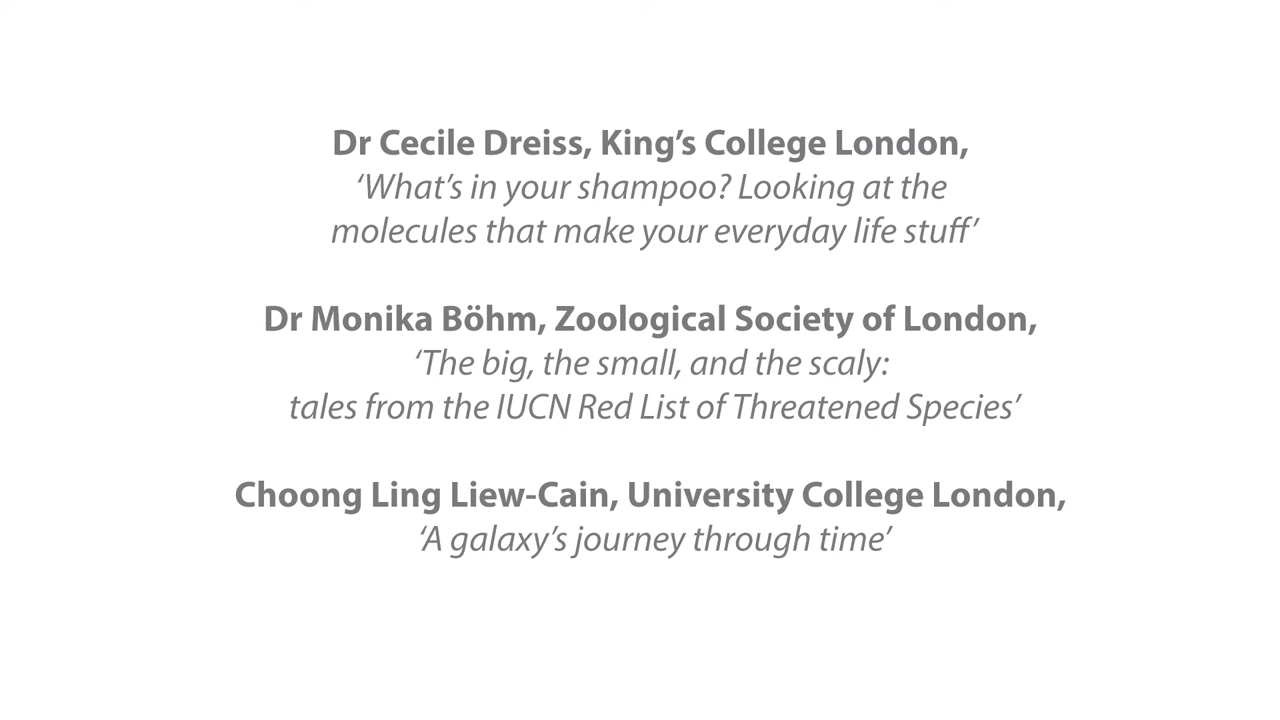 Dr Cecile Dreiss, King’s College London,
‘What’s in your shampoo? Looking at the
molecules that make your everyday life stuff’
Dr Monika Böhm, Zoological Society of London,
‘The big, the small, and the scaly:
tales from the IUCN Red List of Threatened Species’
Choong Ling Liew-Cain, University College London,
‘A galaxy’s journey through time’